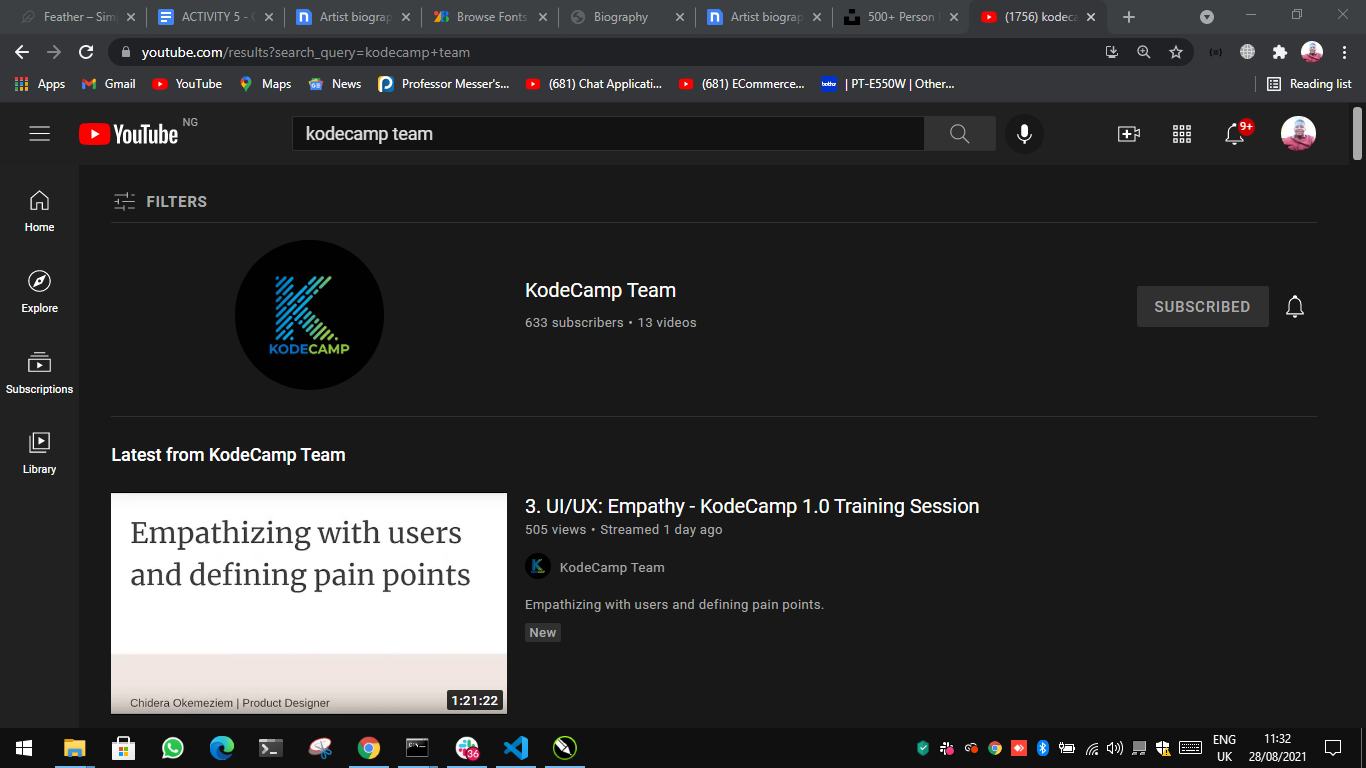 Feather – Sim
ACTIVITY 5 -
Artist biograp
Browse Fonts
Biography
Artist biograp
500+ Person
(1756) kodeca
youtube.com/results?search_query=kodecamp+team
Apps
Gmail
YouTube
Maps
News
Professor Messer's...
(681) Chat Applicati...
(681) ECommerce...
brother
| PT-E550W | Other...
Reading list
YouTube NG
kodecamp team
9+
Home
Explore
Subscriptions
Library
FILTERS
KODECAMP
KodeCamp Team
633 subscribers • 13 videos
SUBSCRIBED
Latest from KodeCamp Team
Empathizing with users
and defining pain points
Chidera Okemeziem | Product Designer
1:21:22
3. UI/UX: Empathy - KodeCamp 1.0 Training Session
505 views • Streamed 1 day ago
KodeCamp Team
Empathizing with users and defining pain points.
New
36
ENG
UK
11:32
28/08/2021